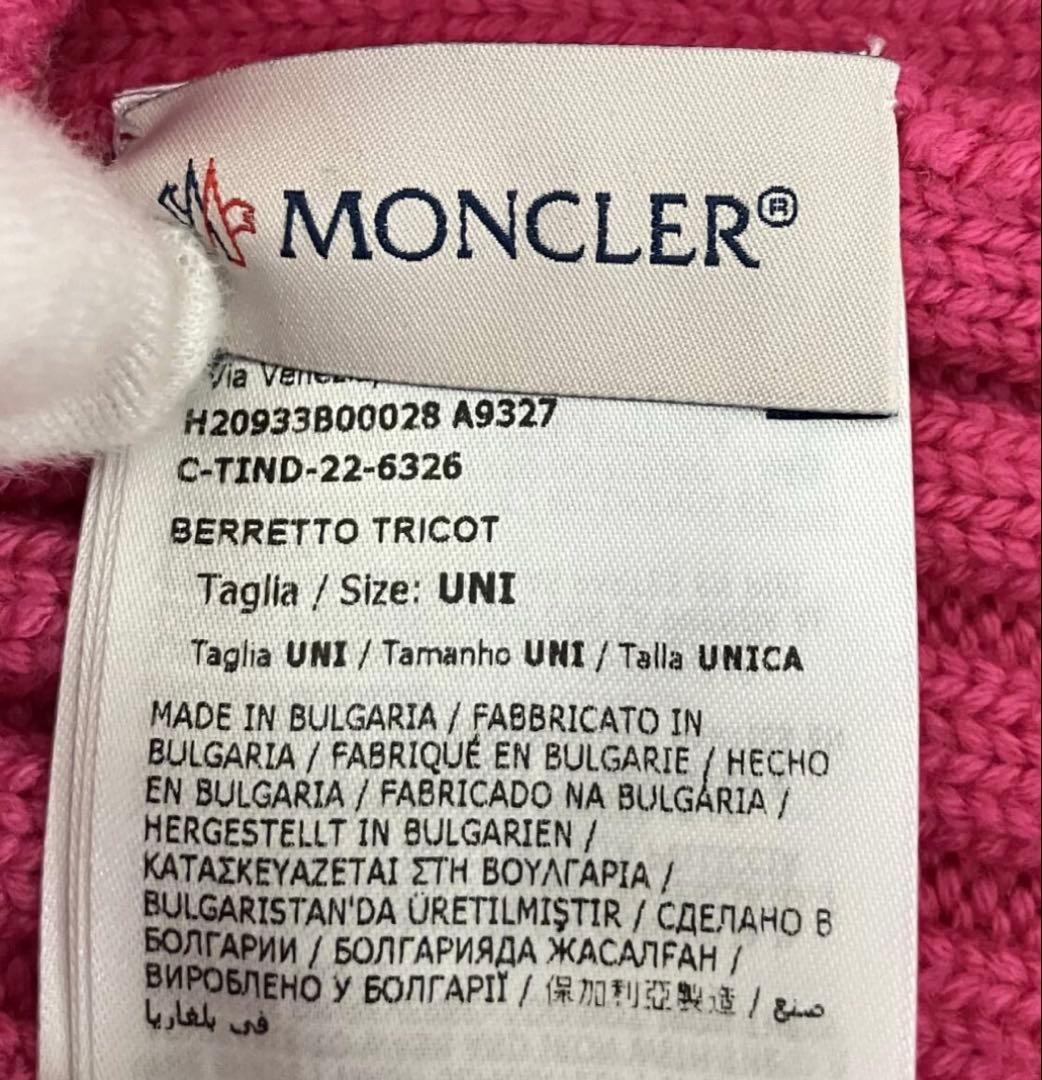 MONCLER®
Via
H20933B00028 A9327
C-TIND-22-6326
BERRETTO TRICOT
Taglia / Size: UNI
Taglia UNI / Tamanho UNI / Talla UNICA
MADE IN BULGARIA / FABBRICATO IN
BULGARIA / FABRIQUÉ EN BULGARIE / HECHO
EN BULGARIA / FABRICADO NA BULGÁRIA /
HERGESTELLT IN BULGARIEN /
ΚΑΤΑΣΚΕΥΑΖΕΤΑΙ ΣΤΗ ΒΟΥΛΓΑΡΙΑ /
BULGARISTAN'DA ÜRETILMIŞTIR / СДЕЛАНО В
БОЛГАРИИ / БОЛГАРИЯДА ЖАСАЛҒАН /
ВИРОБЛЕНО У БОЛГАРІЇ / 保加利亞製造 / صنع
في بلغاريا